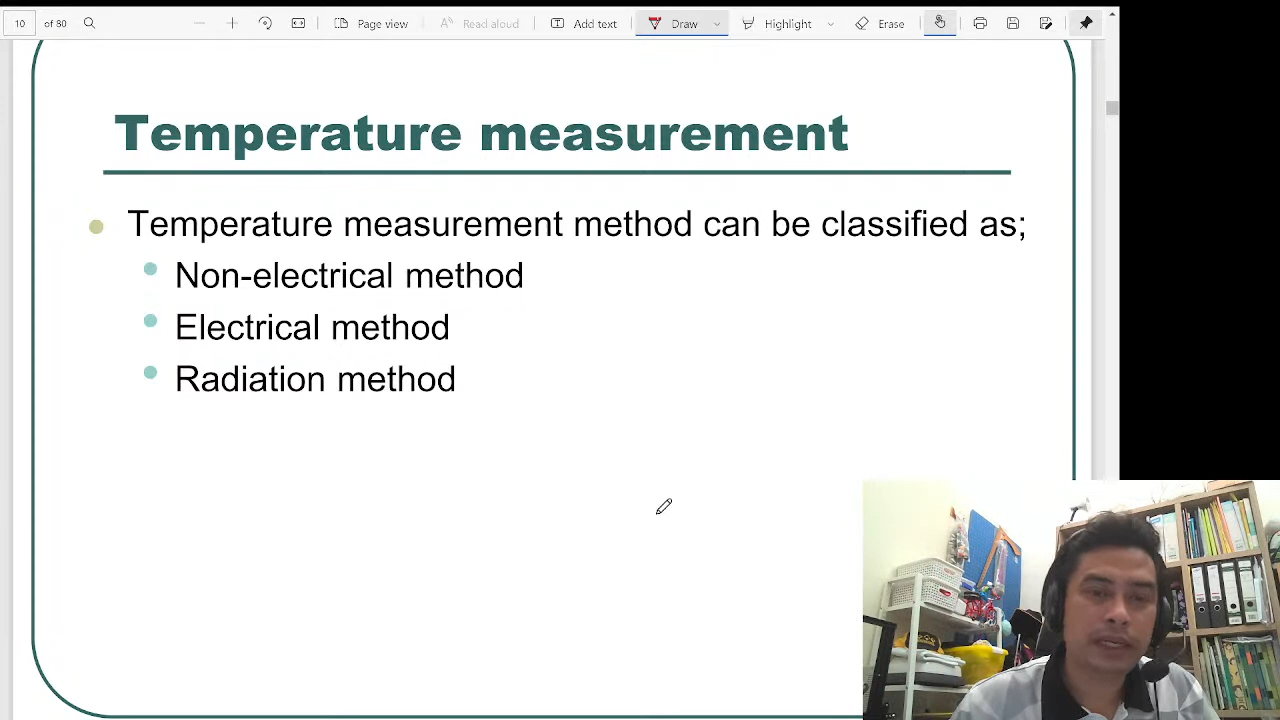 10 of 80 Page view Read aloud Add text Draw Highlight Erase
Temperature measurement
Temperature measurement method can be classified as;
Non-electrical method
Electrical method
Radiation method